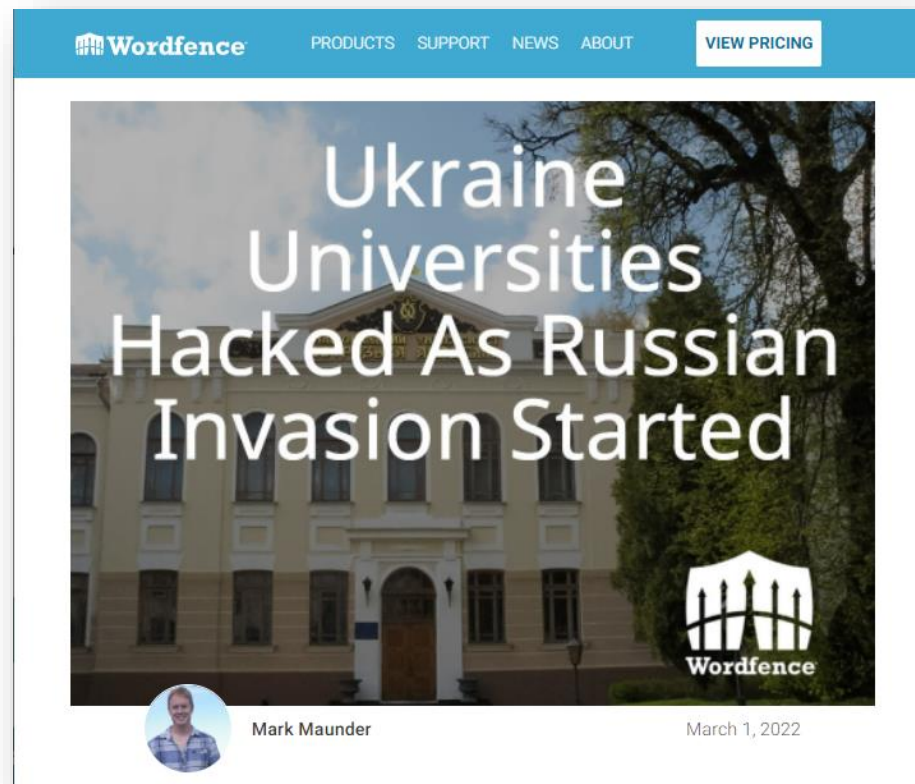 Wordfence
PRODUCTS SUPPORT NEWS ABOUT
VIEW PRICING
Ukraine
Universities
Hacked As Russian
Invasion Started
Wordfence
Mark Maunder
March 1, 2022